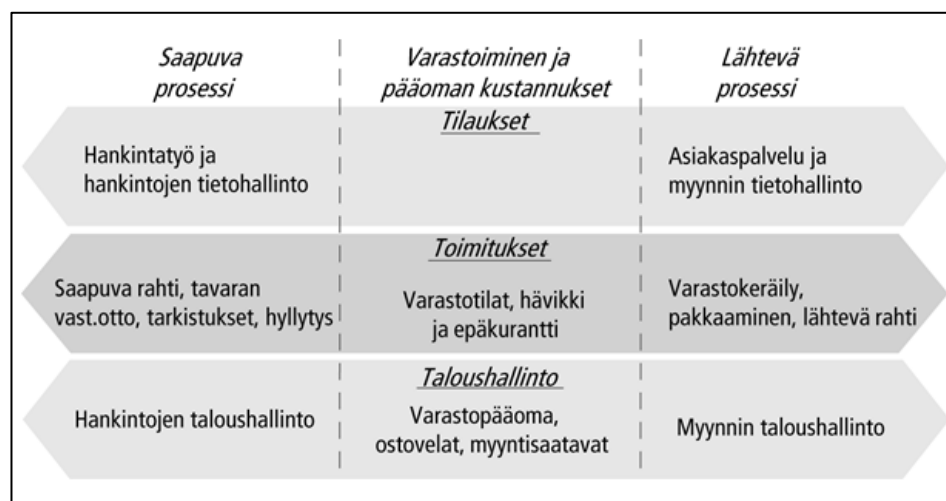 Saapuva
prosessi
Varastoiminen ja
pääoman kustannukset
Lähtevä
prosessi
Tilaukset
Hankintatyö ja
hankintojen tietohallinto
Asiakaspalvelu ja
myynnin tietohallinto
Toimitukset
Saapuva rahti, tavaran
vast.otto, tarkistukset, hyllytys
Varastotilat, hävikki
ja epäkurantti
Varastokeräily,
pakkaaminen, lähtevä rahti
Taloushallinto
Hankintojen taloushallinto
Varastopääoma,
ostovelat, myyntisaatavat
Myynnin taloushallinto